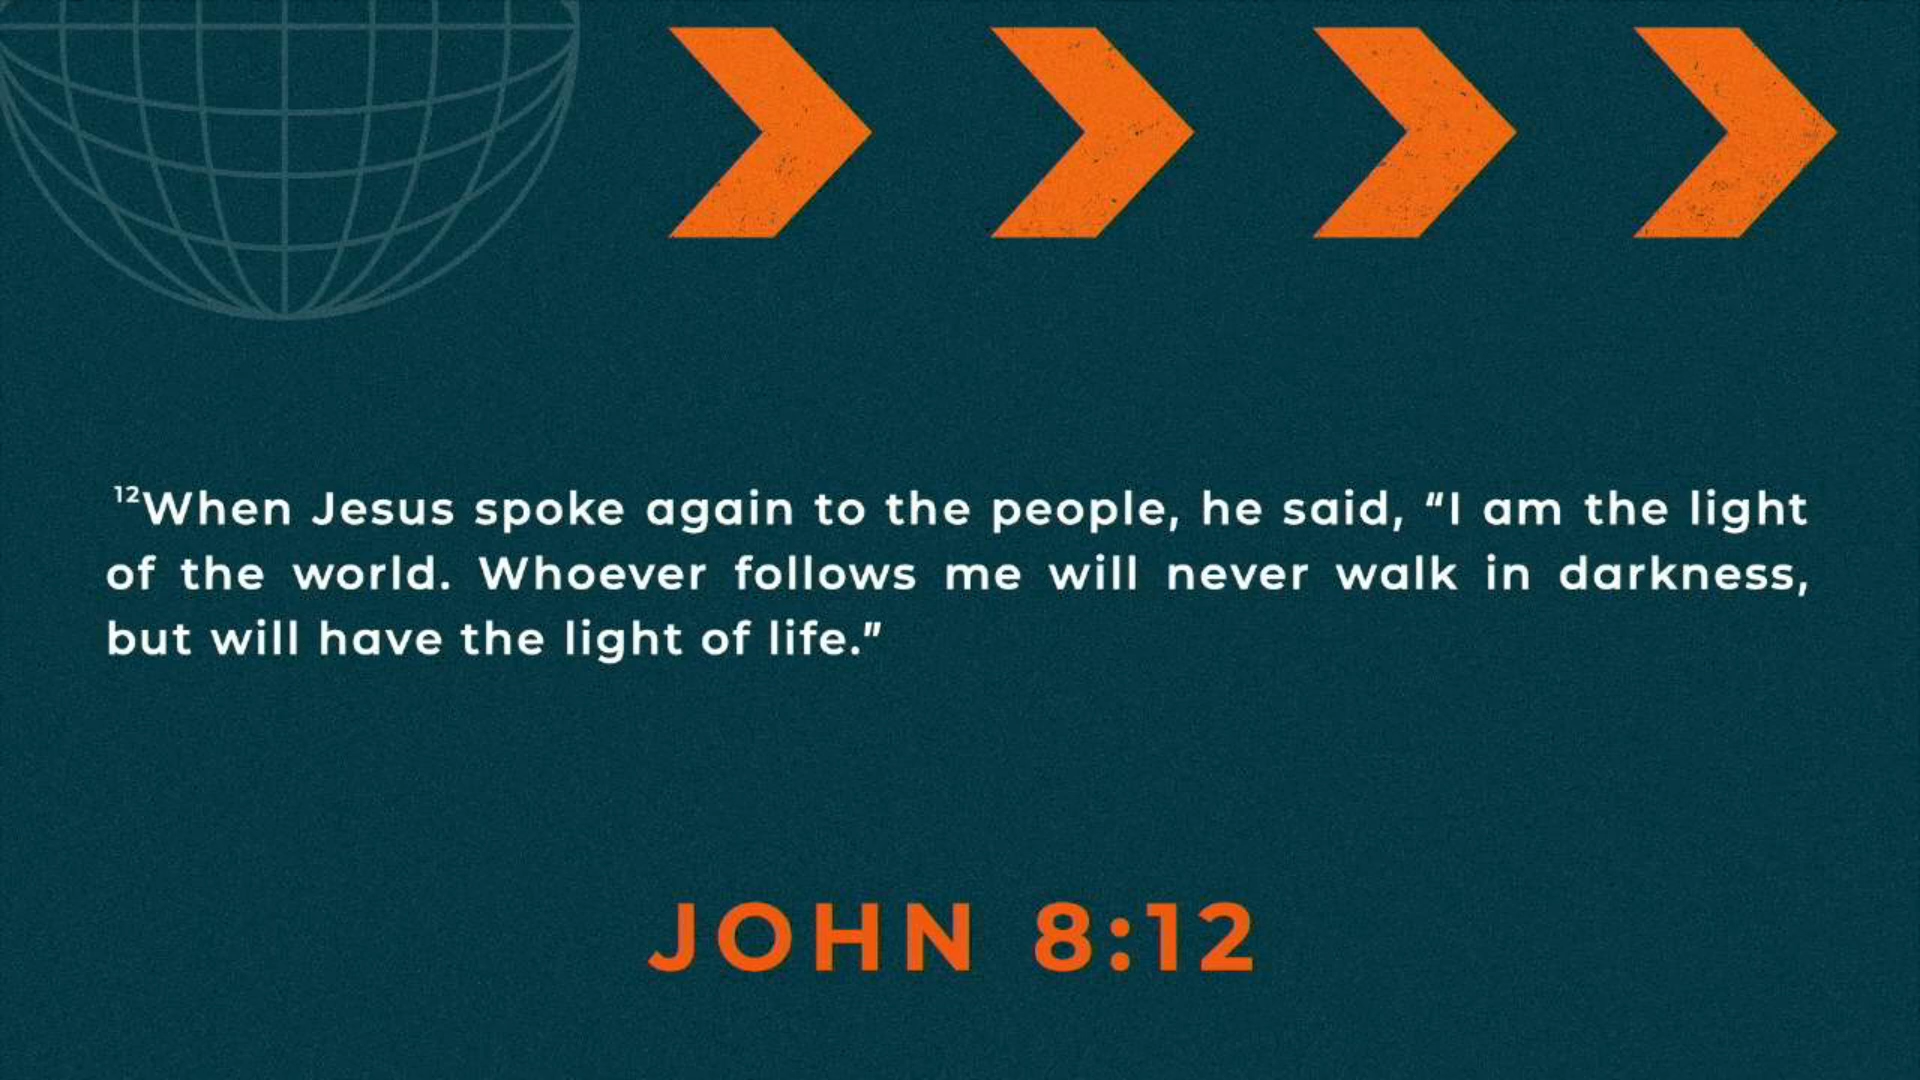 ¹²When Jesus spoke again to the people, he said, “I am the light
of the world. Whoever follows me will never walk in darkness,
but will have the light of life.”
JOHN 8:12